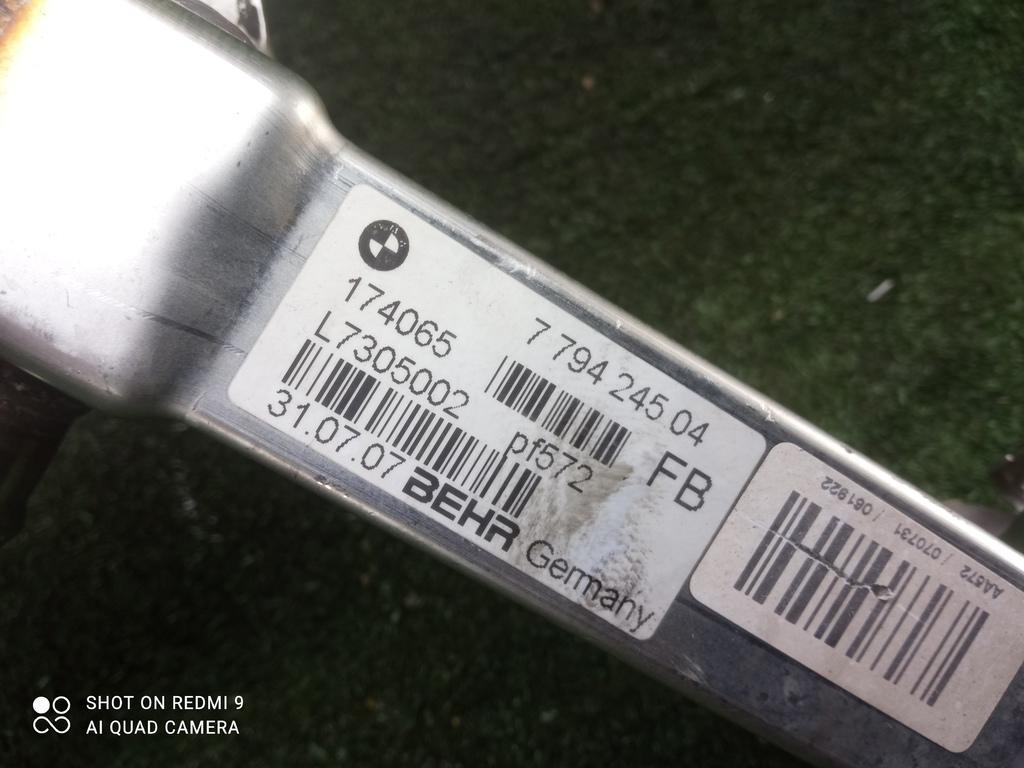 174065
7 794 245 04
L7305002
pf572
FB
31.07.07
BEHR Germany
AA572 / 070731 / 061922
SHOT ON REDMI 9
AI QUAD CAMERA